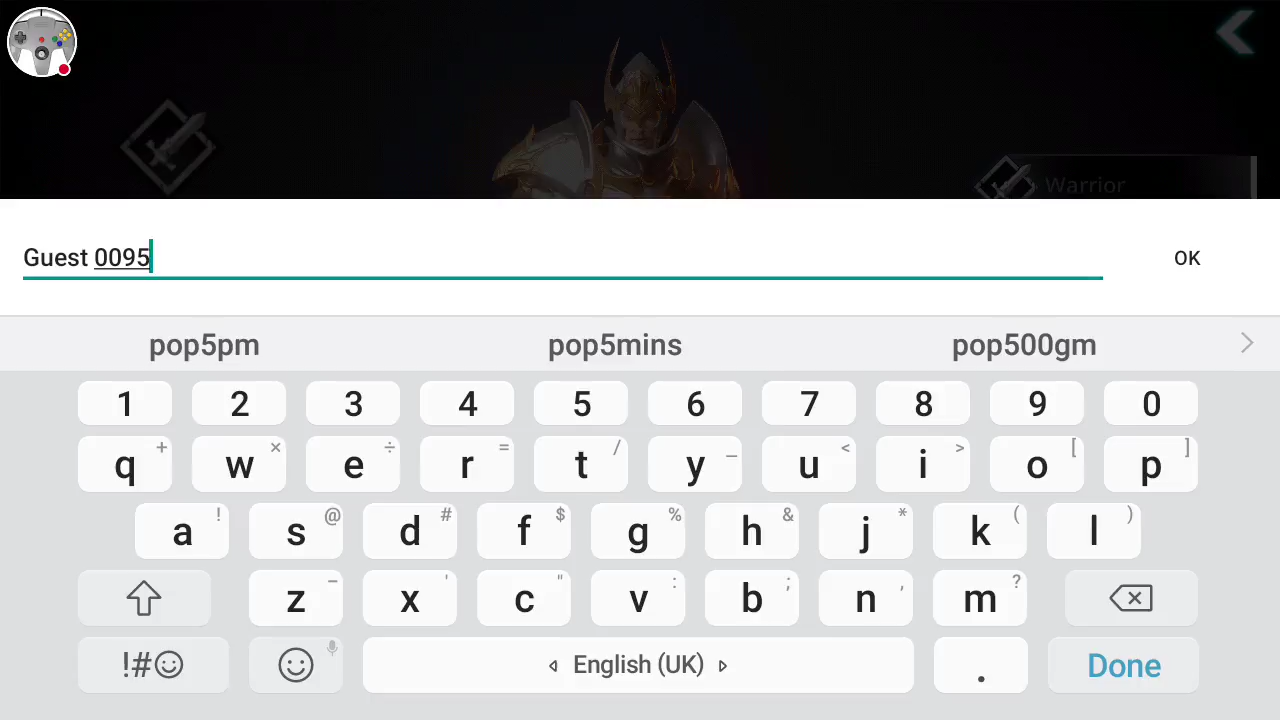 Warrior
Guest 0095
OK
pop5pm pop5mins pop500gm
1 2 3 4 5 6 7 8 9 0
q + w × e ÷ r = t / y _ u < i > o [ p ]
a ! s @ d # f $ g % h & j * k ( l )
z – x ' c " v : b ; n , m ?
!#☺ English (UK) . Done